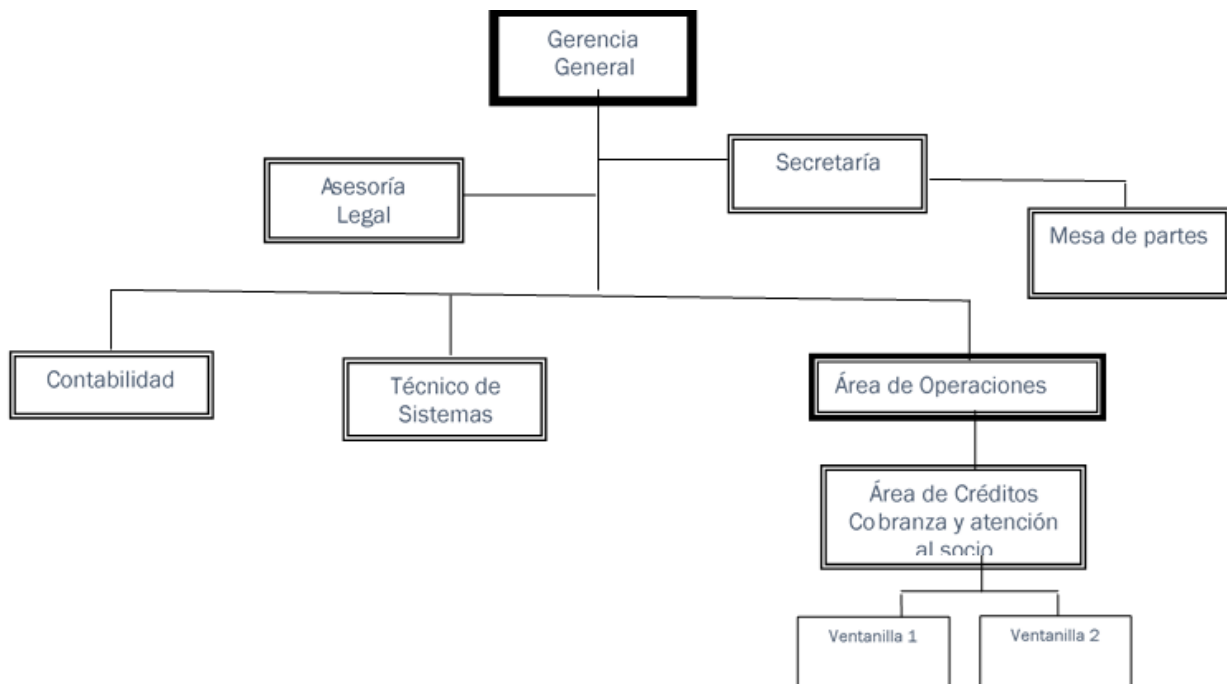 Gerencia
General
Secretaría
Asesoría
Legal
Mesa de partes
Contabilidad
Técnico de
Sistemas
Área de Operaciones
Área de Créditos
Cobranza y atención
al socio
Ventanilla 1
Ventanilla 2